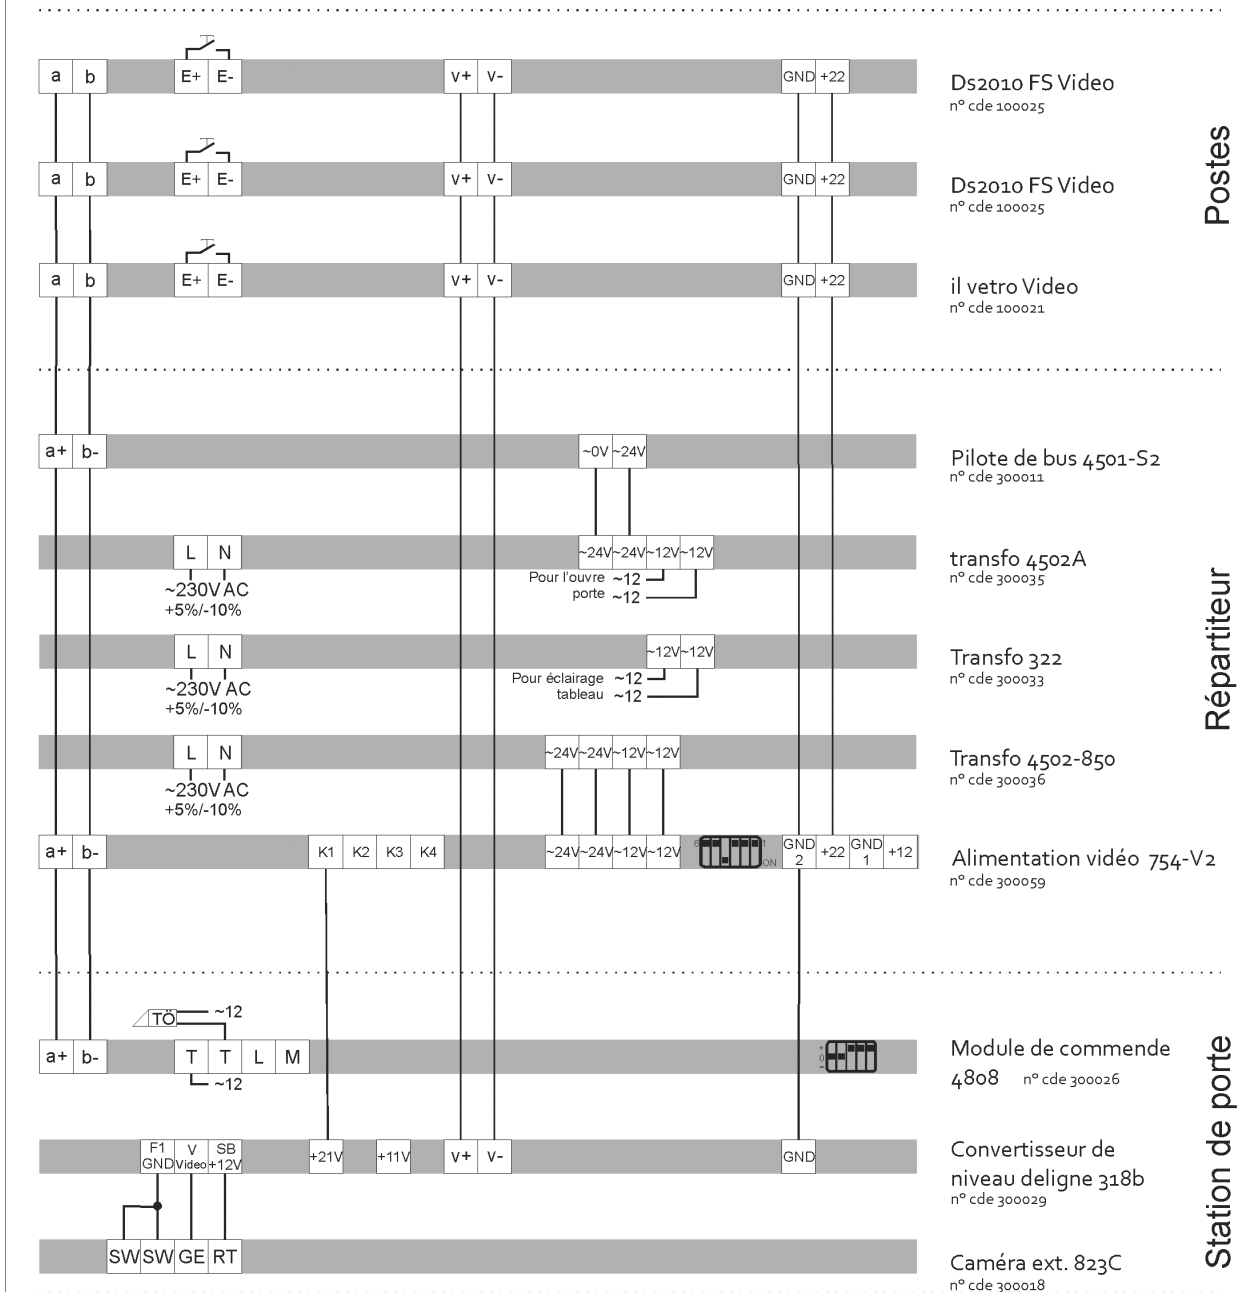 a b E+ E- v+ v- GND +22
Ds2010 FS Video
n° cde 100025
a b E+ E- v+ v- GND +22
Ds2010 FS Video
n° cde 100025
a b E+ E- v+ v- GND +22
il vetro Video
n° cde 100021
Postes
a+ b- ~0V ~24V
Pilote de bus 4501-S2
n° cde 300011
L N ~24V ~24V ~12V ~12V
~230V AC
+5%/-10%
Pour l'ouvre ~12
porte ~12
transfo 4502A
n° cde 300035
L N ~12V ~12V
~230V AC
+5%/-10%
Pour éclairage ~12
tableau ~12
Transfo 322
n° cde 300033
L N ~24V ~24V ~12V ~12V
~230V AC
+5%/-10%
Transfo 4502-850
n° cde 300036
a+ b- K1 K2 K3 K4 ~24V ~24V ~12V ~12V 6 1 ON GND 2 +22 GND 1 +12
Alimentation vidéo 754-V2
n° cde 300059
Répartiteur
TÖ ~12
a+ b- T T L M + 0 -
~12
Module de commende
4808 n° cde 300026
F1 GND V Video SB +12V +21V +11V v+ v- GND
Convertisseur de
niveau deligne 318b
n° cde 300029
SW SW GE RT
Caméra ext. 823C
n° cde 300018
Station de porte